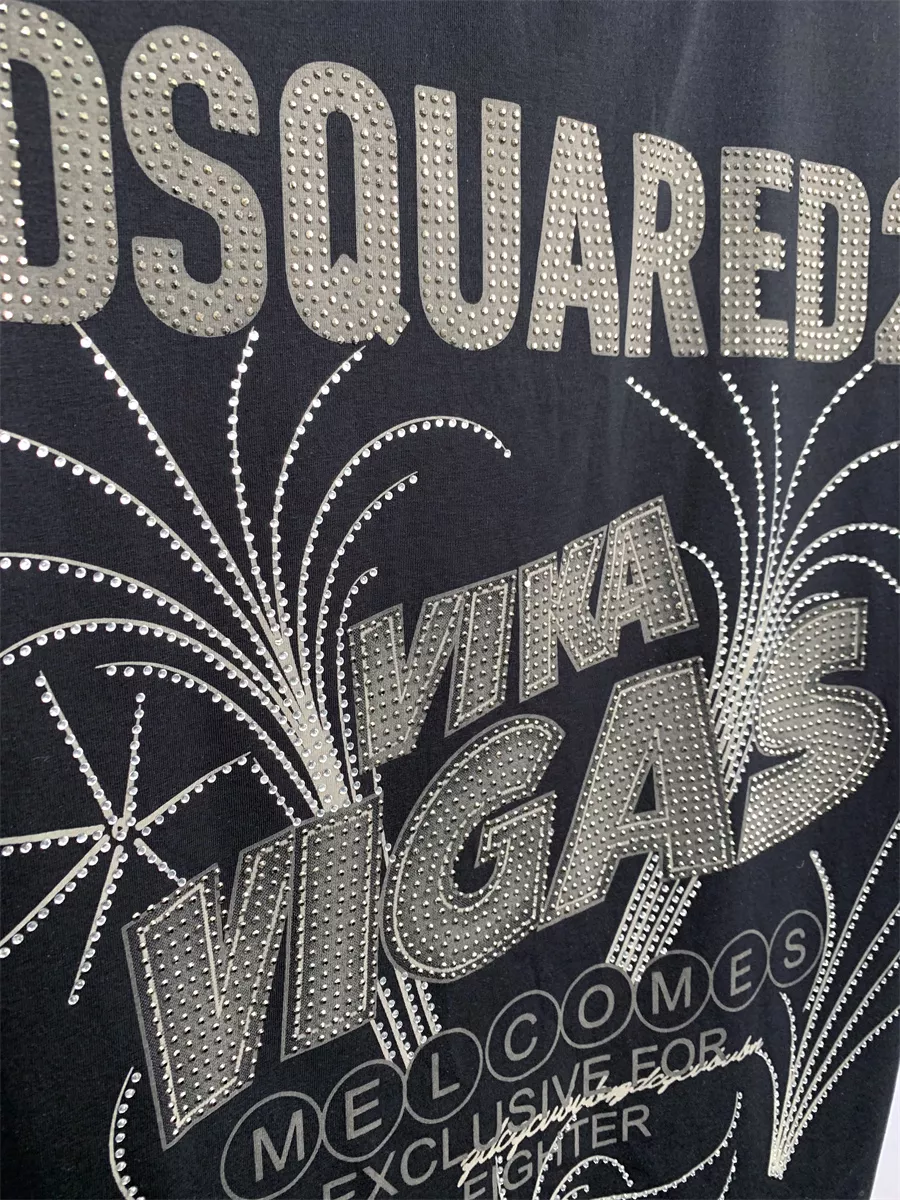 DSQUARED2
VIKA
VIGAS
MELCOMES
EXCLUSIVE FOR
FIGHTER